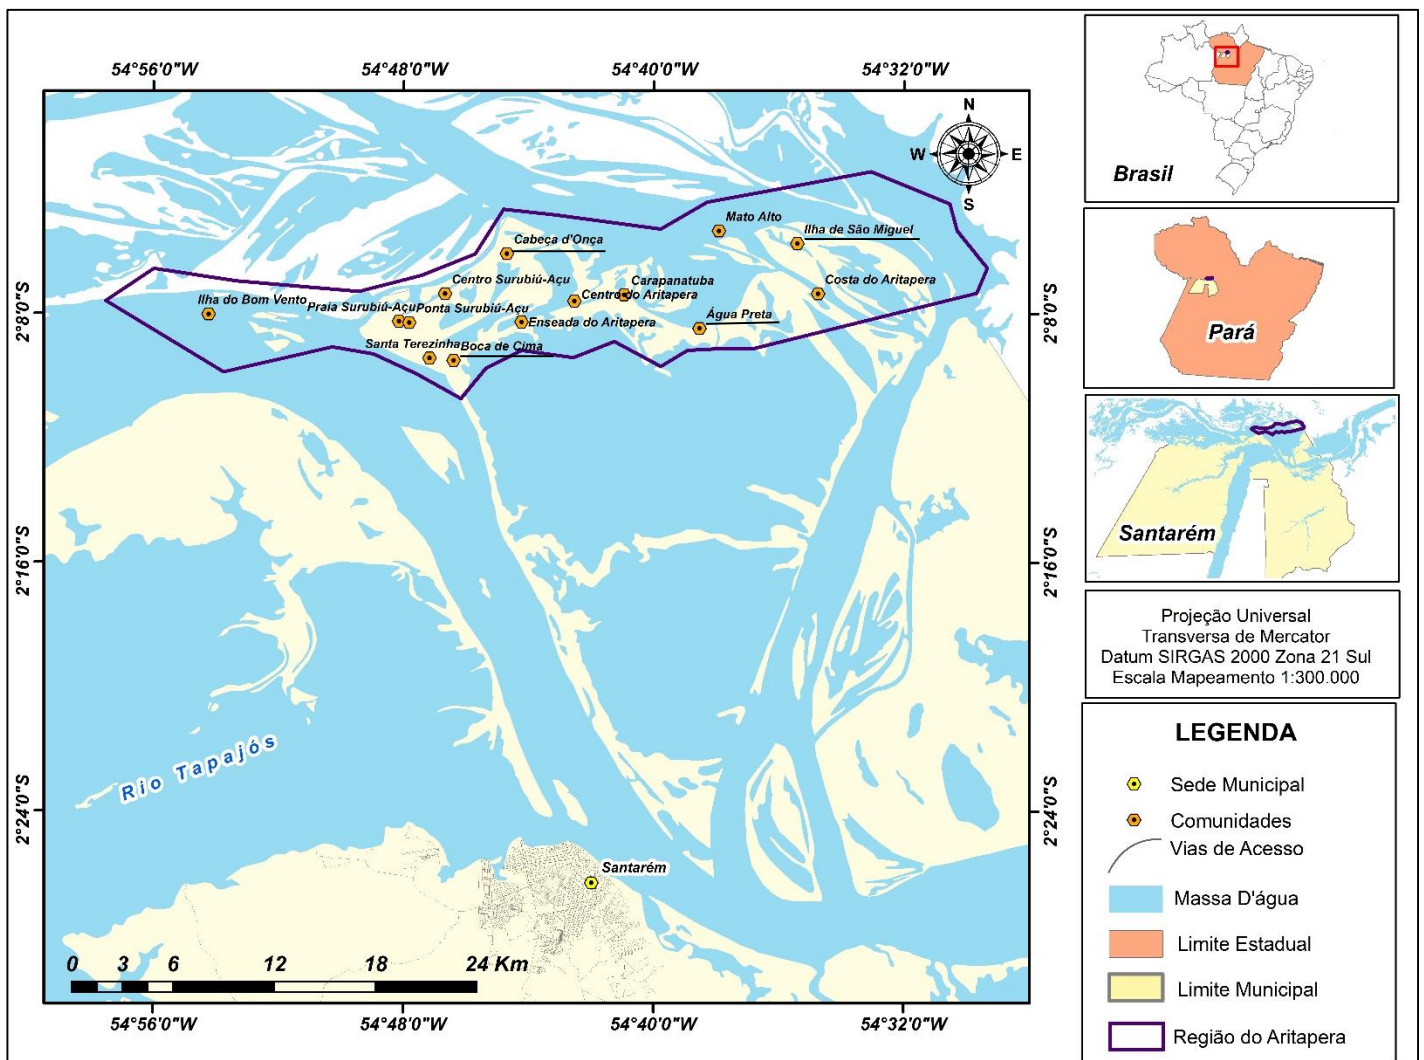 54°56'0"W 54°48'0"W 54°40'0"W 54°32'0"W
N
W E
S
Mato Alto
Ilha de São Miguel
Cabeça d'Onça
Centro Surubiú-Açu
Carapanatuba
Costa do Aritapera
Ilha do Bom Vento
Centro do Aritapera
Praia Surubiú-Açu
Ponta Surubiú-Açu
Água Preta
Enseada do Aritapera
Santa Terezinha
Boca de Cima
2°8'0"S 2°8'0"S
2°16'0"S 2°16'0"S
Rio Tapajós
2°24'0"S 2°24'0"S
Santarém
0 3 6 12 18 24 Km
54°56'0"W 54°48'0"W 54°40'0"W 54°32'0"W
Brasil
Pará
Santarém
Projeção Universal
Transversa de Mercator
Datum SIRGAS 2000 Zona 21 Sul
Escala Mapeamento 1:300.000
LEGENDA
Sede Municipal
Comunidades
Vias de Acesso
Massa D'água
Limite Estadual
Limite Municipal
Região do Aritapera